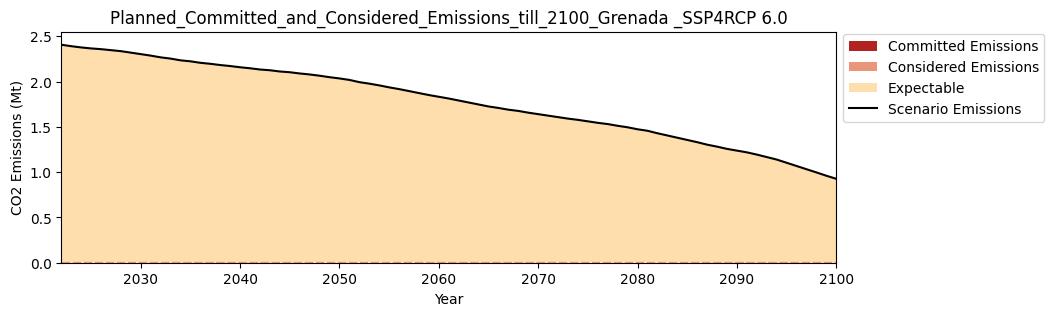 Planned_Committed_and_Considered_Emissions_till_2100_Grenada _SSP4RCP 6.0
CO2 Emissions (Mt)
2.5
2.0
1.5
1.0
0.5
0.0
2030 2040 2050 2060 2070 2080 2090 2100
Year
Committed Emissions
Considered Emissions
Expectable
Scenario Emissions